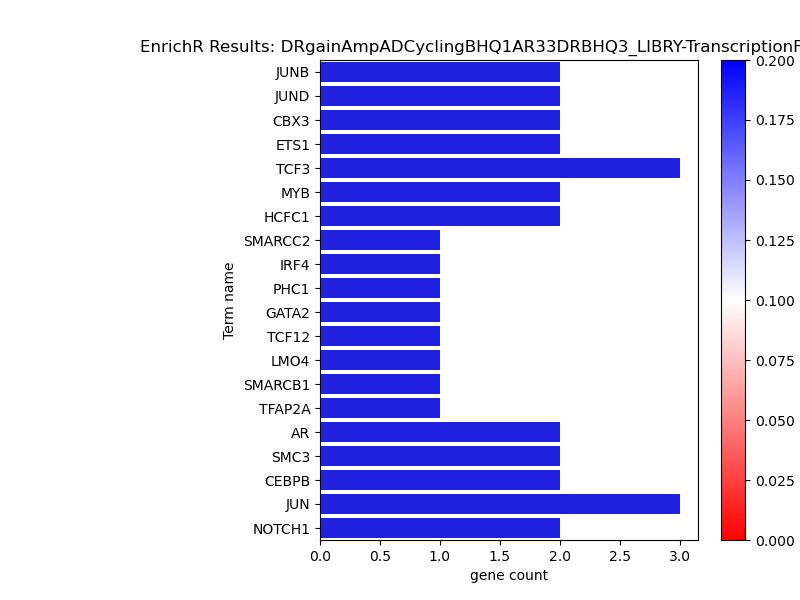 EnrichR Results: DRgainAmpADCyclingBHQ1AR33DRBHQ3_LIBRY-TranscriptionF
JUNB
JUND
CBX3
ETS1
TCF3
MYB
HCFC1
SMARCC2
IRF4
PHC1
GATA2
TCF12
LMO4
SMARCB1
TFAP2A
AR
SMC3
CEBPB
JUN
NOTCH1
Term name
0.0 0.5 1.0 1.5 2.0 2.5 3.0
gene count
0.200
0.175
0.150
0.125
0.100
0.075
0.050
0.025
0.000